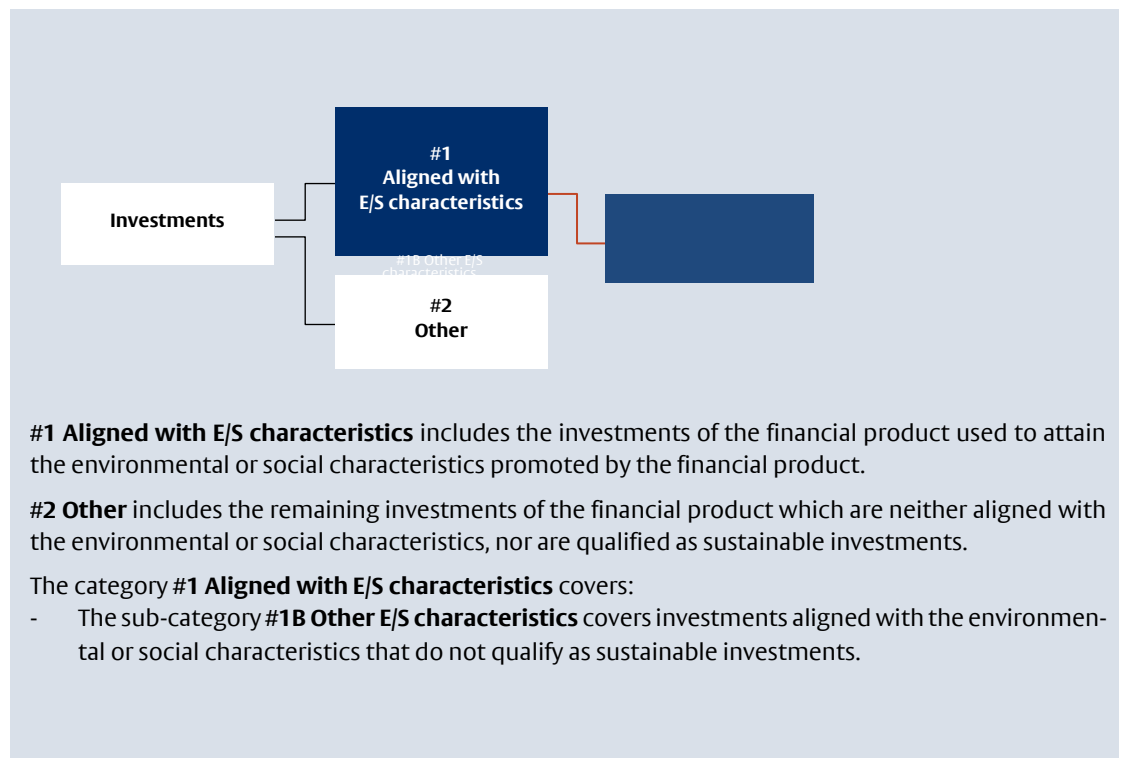 #1
Aligned with
E/S characteristics
Investments
#1B Other E/S
characteristics
#2
Other
#1 Aligned with E/S characteristics includes the investments of the financial product used to attain
the environmental or social characteristics promoted by the financial product.
#2 Other includes the remaining investments of the financial product which are neither aligned with
the environmental or social characteristics, nor are qualified as sustainable investments.
The category #1 Aligned with E/S characteristics covers:
- The sub-category #1B Other E/S characteristics covers investments aligned with the environmen-
tal or social characteristics that do not qualify as sustainable investments.